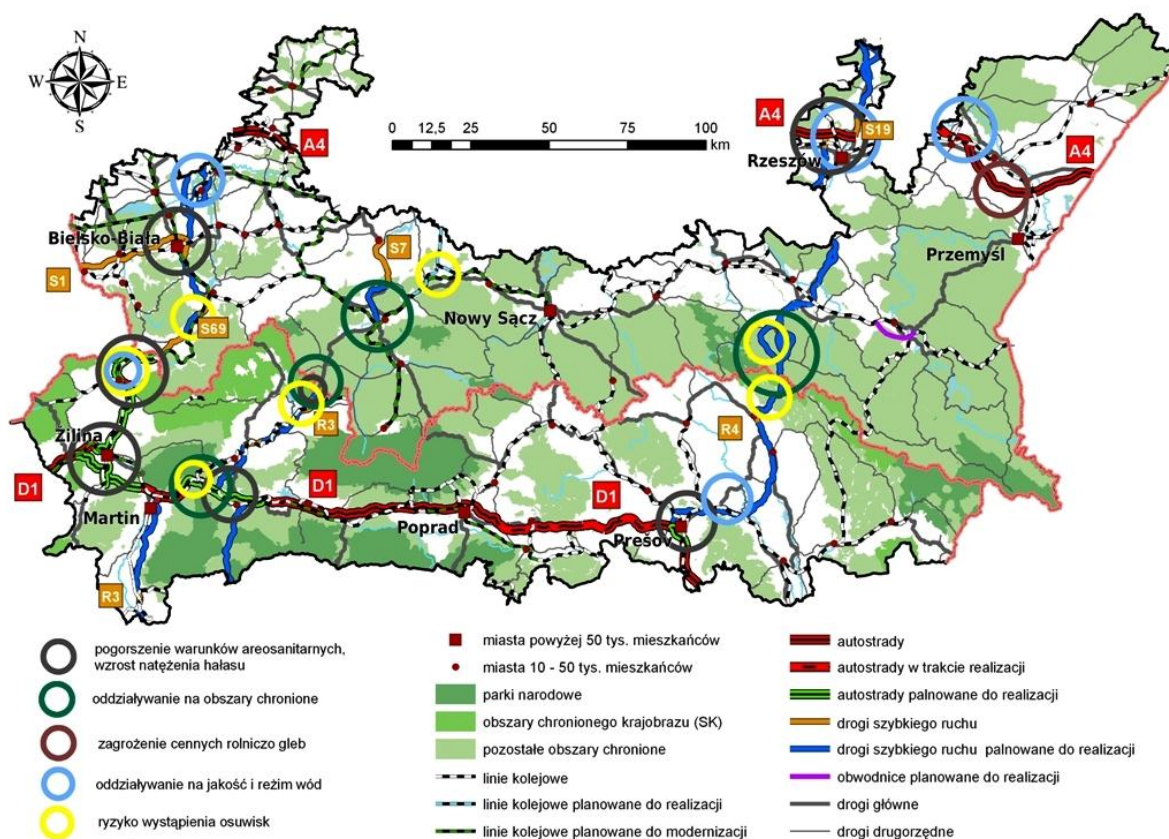 N
W E
S
A4
0 12,5 25 50 75 100
km
A4
S19
Rzeszów
A4
Bielsko-Biała
S7
Przemyśl
S1
Nowy Sącz
S69
R3
R4
Žilina
D1
D1
D1
Martin
Poprad
Prešov
R3
pogorszenie warunków areosanitarnych,
wzrost natężenia hałasu
oddziaływanie na obszary chronione
zagrożenie cennych rolniczo gleb
oddziaływanie na jakość i reżim wód
ryzyko wystąpienia osuwisk
miasta powyżej 50 tys. mieszkańców
miasta 10 - 50 tys. mieszkańców
parki narodowe
obszary chronionego krajobrazu (SK)
pozostałe obszary chronione
linie kolejowe
linie kolejowe planowane do realizacji
linie kolejowe planowane do modernizacji
autostrady
autostrady w trakcie realizacji
autostrady palnowane do realizacji
drogi szybkiego ruchu
drogi szybkiego ruchu palnowane do realizacji
obwodnice planowane do realizacji
drogi główne
drogi drugorzędne